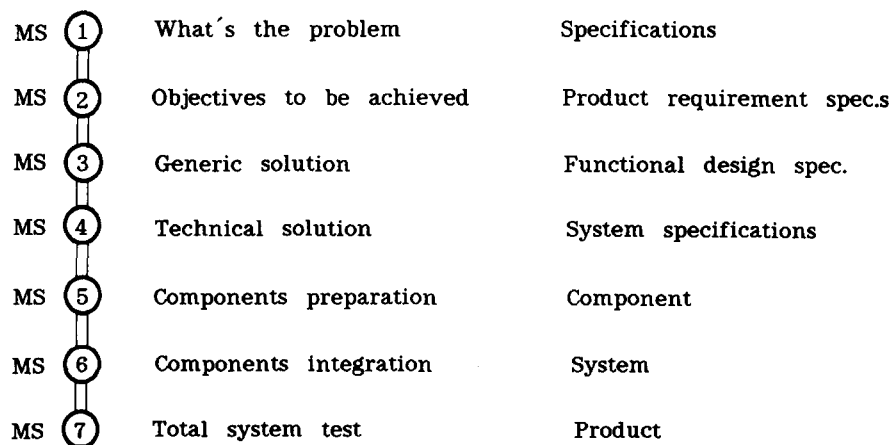 MS 1 What´s the problem Specifications
MS 2 Objectives to be achieved Product requirement spec.s
MS 3 Generic solution Functional design spec.
MS 4 Technical solution System specifications
MS 5 Components preparation Component
MS 6 Components integration System
MS 7 Total system test Product